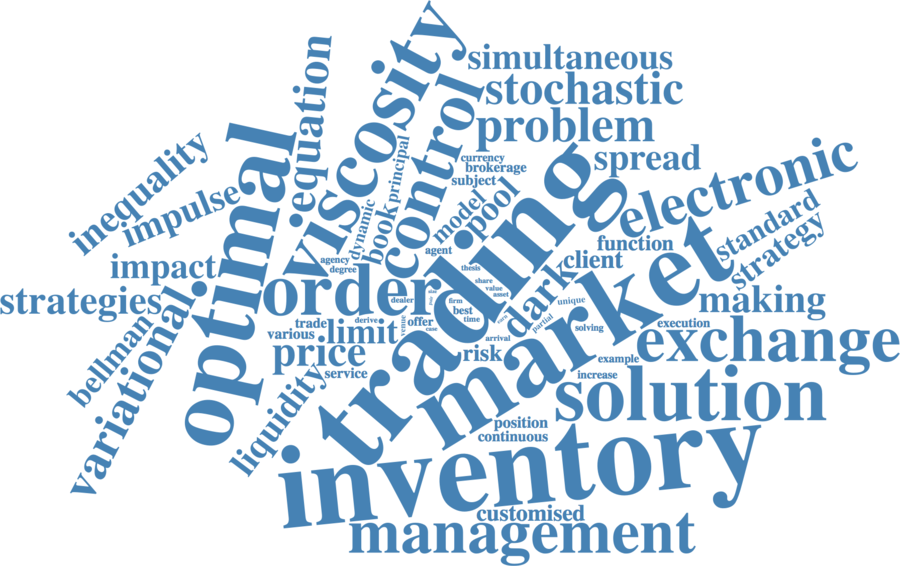 viscosity
equation
simultaneous
stochastic
problem
control
optimal
inequality
impulse
principal
currency
brokerage
subject
spread
electronic
book
dynamic
model
pool
standard
strategy
function
client
impact
agency
degree
agent
thesis
order
trading
dark
market
strategies
variational
bellman
share
value
asset
dealer
firm
best
time
unique
making
trade
derive
various
limit
offer
case
venue
partial
solving
execution
exchange
price
service
risk
arrival
example
increase
liquidity
solution
position
continuous
inventory
customised
management